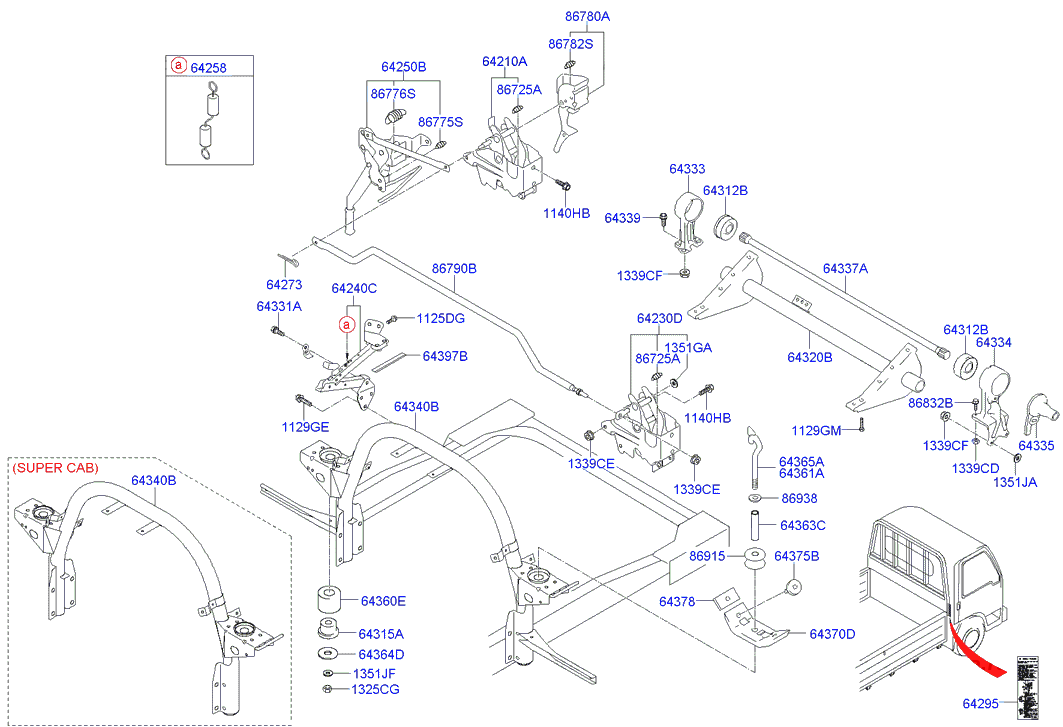 86780A
86782S
64210A
86725A
64250B
86776S
86775S
a 64258
1140HB
64333
64312B
64339
1339CF
64337A
64273
86790B
64240C
64331A
a
1125DG
64397B
64340B
1129GE
64230D
1351GA
86725A
1140HB
1339CE
1339CE
64320B
64312B
64334
86832B
1129GM
1339CF
1339CD
64335
1351JA
(SUPER CAB)
64340B
64365A
64361A
86938
64363C
86915
64375B
64378
64370D
64360E
64315A
64364D
1351JF
1325CG
64295